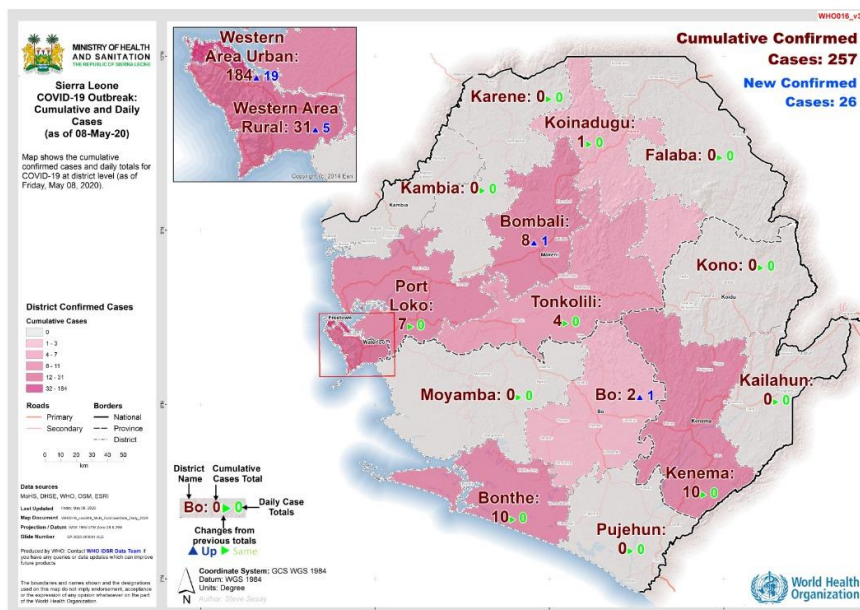 WHO016_v3
MINISTRY OF HEALTH
AND SANITATION
THE REPUBLIC OF SIERRA LEONE
Sierra Leone
COVID-19 Outbreak:
Cumulative and Daily
Cases
(as of 08-May-20)
Map shows the cumulative
confirmed cases and daily totals for
COVID-19 at district level (as of
Friday, May 08, 2020).
District Confirmed Cases
Cumulative Cases
0
1 - 3
4 - 7
8 - 11
12 - 31
32 - 184
Roads
Primary
Secondary
Borders
National
Province
District
0 10 20 30 40 50
km
Data sources
MoHS, DHSE, WHO, OSM, ESRI
Last Updated
Map Document
Projection / Datum
Glide Number
Produced by WHO: Contact WHO IDSR Data Team if
you have any queries or data updates which can improve
future products.
The boundaries and names shown and the designations
used on this map do not imply endorsement, acceptance
or the expression of any opinion whatsoever on the part
of the World Health Organization.
Western
Area Urban:
184 19
Western Area
Rural: 31 5
Copyright (c) 2014 Esri
Cumulative Confirmed
Cases: 257
New Confirmed
Cases: 26
Karene: 0 0
Koinadugu:
1 0
Falaba: 0 0
Kambia: 0 0
Kambia
Bombali:
8 1
Makeni
Kono: 0 0
Koidu
Port
Loko:
7 0
Tonkolili:
4 0
Freetown
Waterloo
Moyamba: 0 0
Bo: 2 1
Bo
Kailahun:
0 0
Kenema
Kenema:
10 0
Bonthe:
10 0
Pujehun:
0 0
District
Name
Cumulative
Cases Total
Bo: 0 0
Daily Case
Totals
Changes from
previous totals
Up Same
N
Coordinate System: GCS WGS 1984
Datum: WGS 1984
Units: Degree
Author: Steve Sesay
World Health
Organization